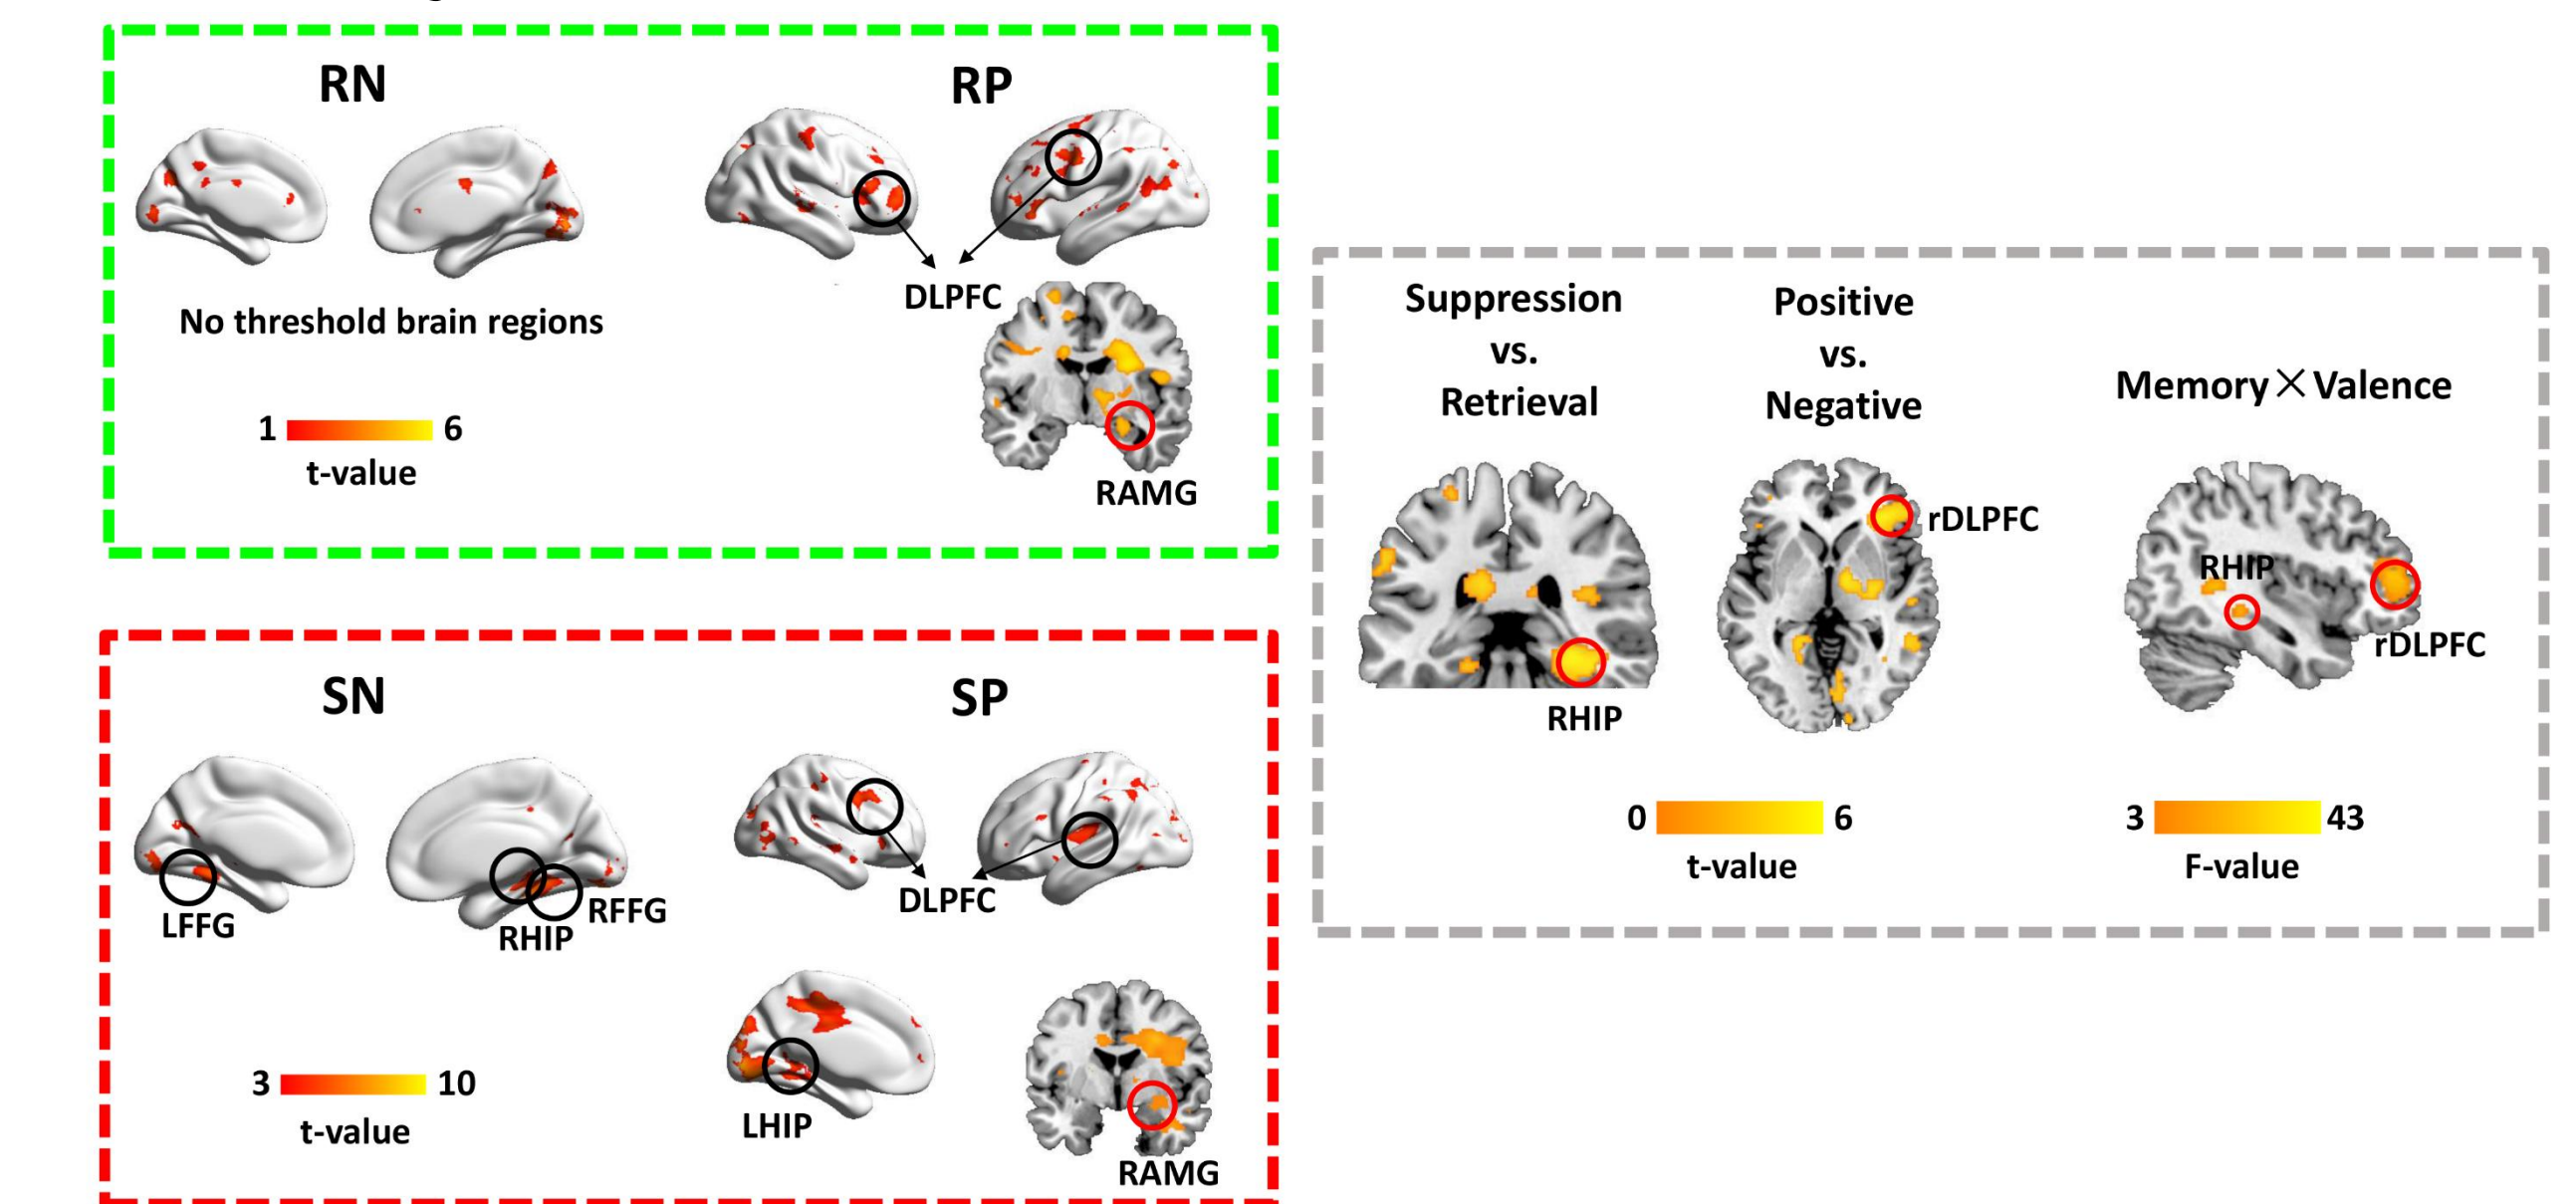 RN
RP
DLPFC
No threshold brain regions
1 6
t-value
RAMG
SN
SP
LFFG
RHIP
RFFG
DLPFC
3 10
t-value
LHIP
RAMG
Suppression
vs.
Retrieval
RHIP
Positive
vs.
Negative
rDLPFC
0 6
t-value
Memory×Valence
RHIP
rDLPFC
3 43
F-value